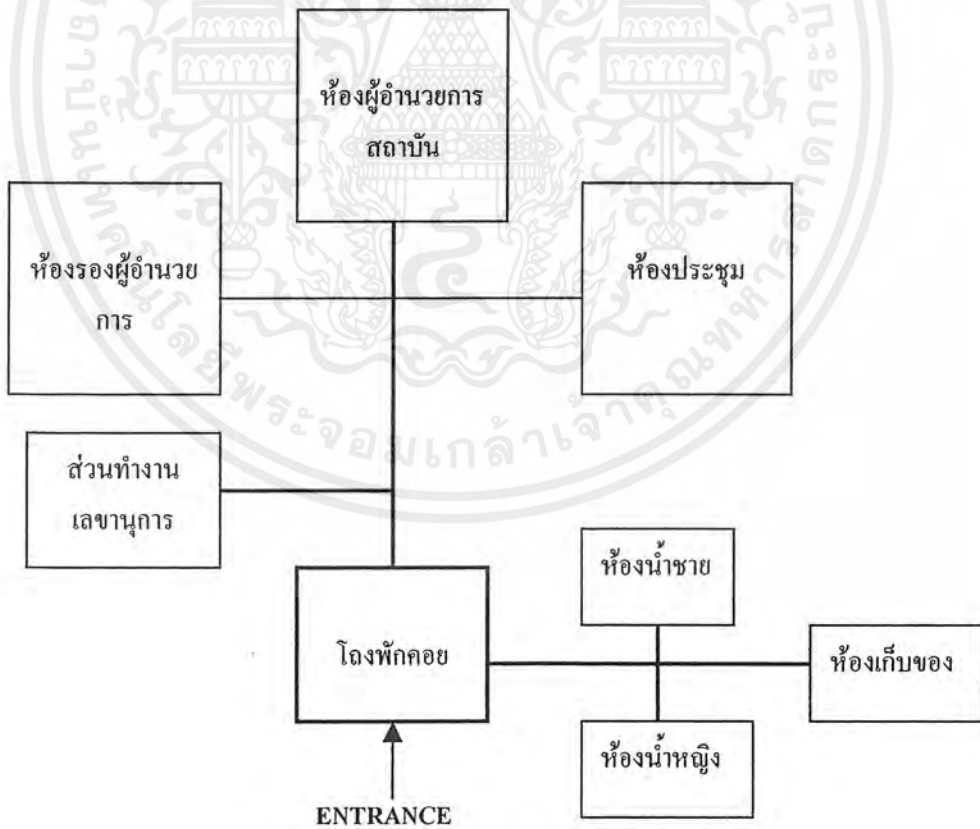 ห้องผู้อำนวยการ
สถาบัน
ห้องรองผู้อำนวย
การ
ห้องประชุม
ส่วนทำงาน
เลขานุการ
ห้องน้ำชาย
โถงพักคอย
ห้องเก็บของ
ห้องน้ำหญิง
ENTRANCE